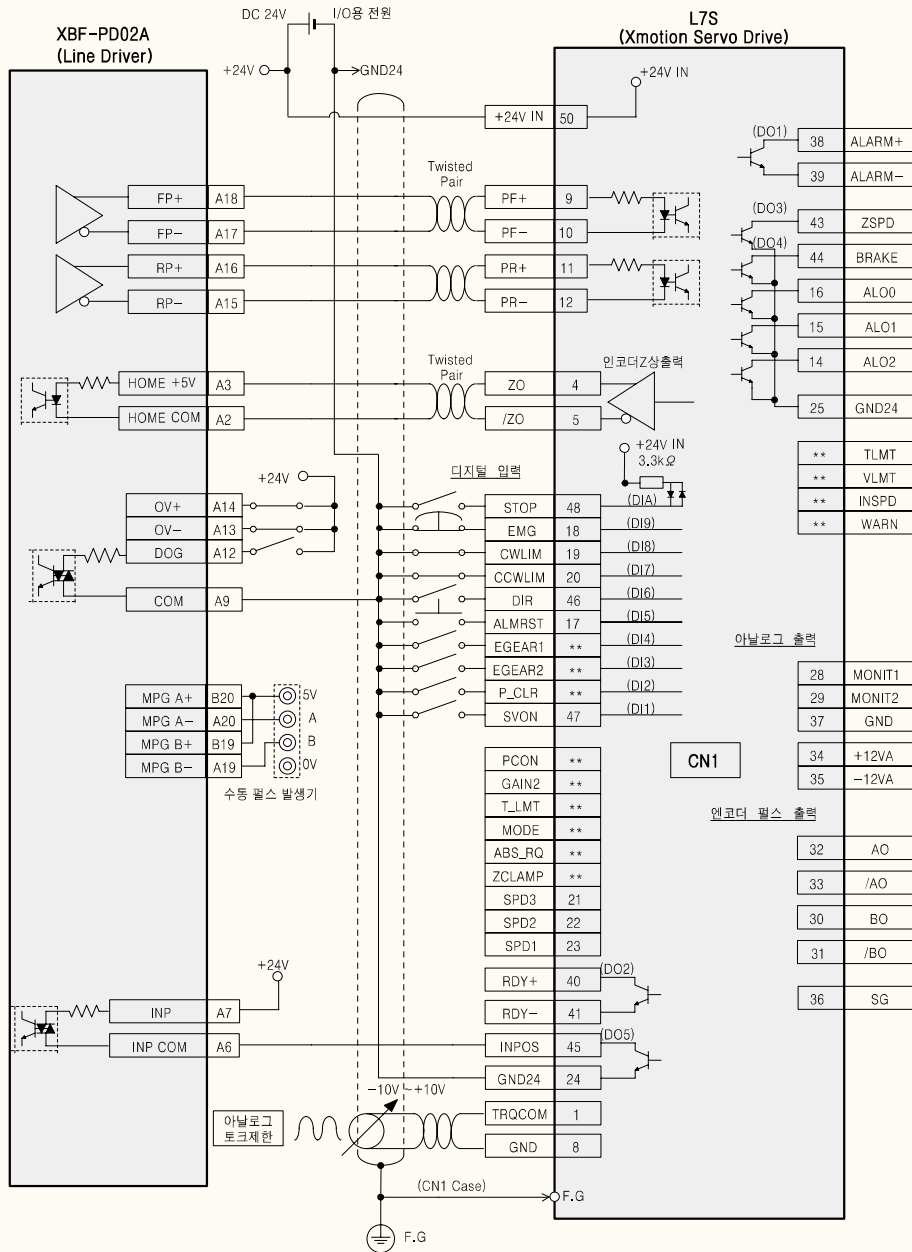 DC 24V
I/O용 전원
XBF-PD02A
(Line Driver)
L7S
(Xmotion Servo Drive)
+24V
GND24
+24V IN
+24V IN
50
(DO1)
38
ALARM+
39
ALARM-
Twisted
Pair
FP+
A18
PF+
9
FP-
A17
PF-
10
RP+
A16
PR+
11
RP-
A15
PR-
12
(DO3)
43
ZSPD
(DO4)
44
BRAKE
16
ALO0
15
ALO1
14
ALO2
25
GND24
Twisted
Pair
인코더Z상출력
HOME +5V
A3
ZO
4
HOME COM
A2
/ZO
5
+24V IN
3.3kΩ
**
TLMT
**
VLMT
**
INSPD
**
WARN
+24V
디지털 입력
OV+
A14
OV-
A13
DOG
A12
COM
A9
STOP
48
(DIA)
EMG
18
(DI9)
CWLIM
19
(DI8)
CCWLIM
20
(DI7)
DIR
46
(DI6)
ALMRST
17
(DI5)
EGEAR1
**
(DI4)
EGEAR2
**
(DI3)
P_CLR
**
(DI2)
SVON
47
(DI1)
MPG A+
B20
5V
MPG A-
A20
A
MPG B+
B19
B
MPG B-
A19
0V
수동 펄스 발생기
아날로그 출력
28
MONIT1
29
MONIT2
37
GND
34
+12VA
35
-12VA
CN1
PCON
**
GAIN2
**
T_LMT
**
MODE
**
ABS_RQ
**
ZCLAMP
**
SPD3
21
SPD2
22
SPD1
23
엔코더 펄스 출력
32
AO
33
/AO
30
BO
31
/BO
36
SG
+24V
RDY+
40
(DO2)
RDY-
41
INP
A7
INP COM
A6
INPOS
45
(DO5)
GND24
24
-10V ~ +10V
아날로그
토크제한
TRQCOM
1
GND
8
(CN1 Case)
F.G
F.G